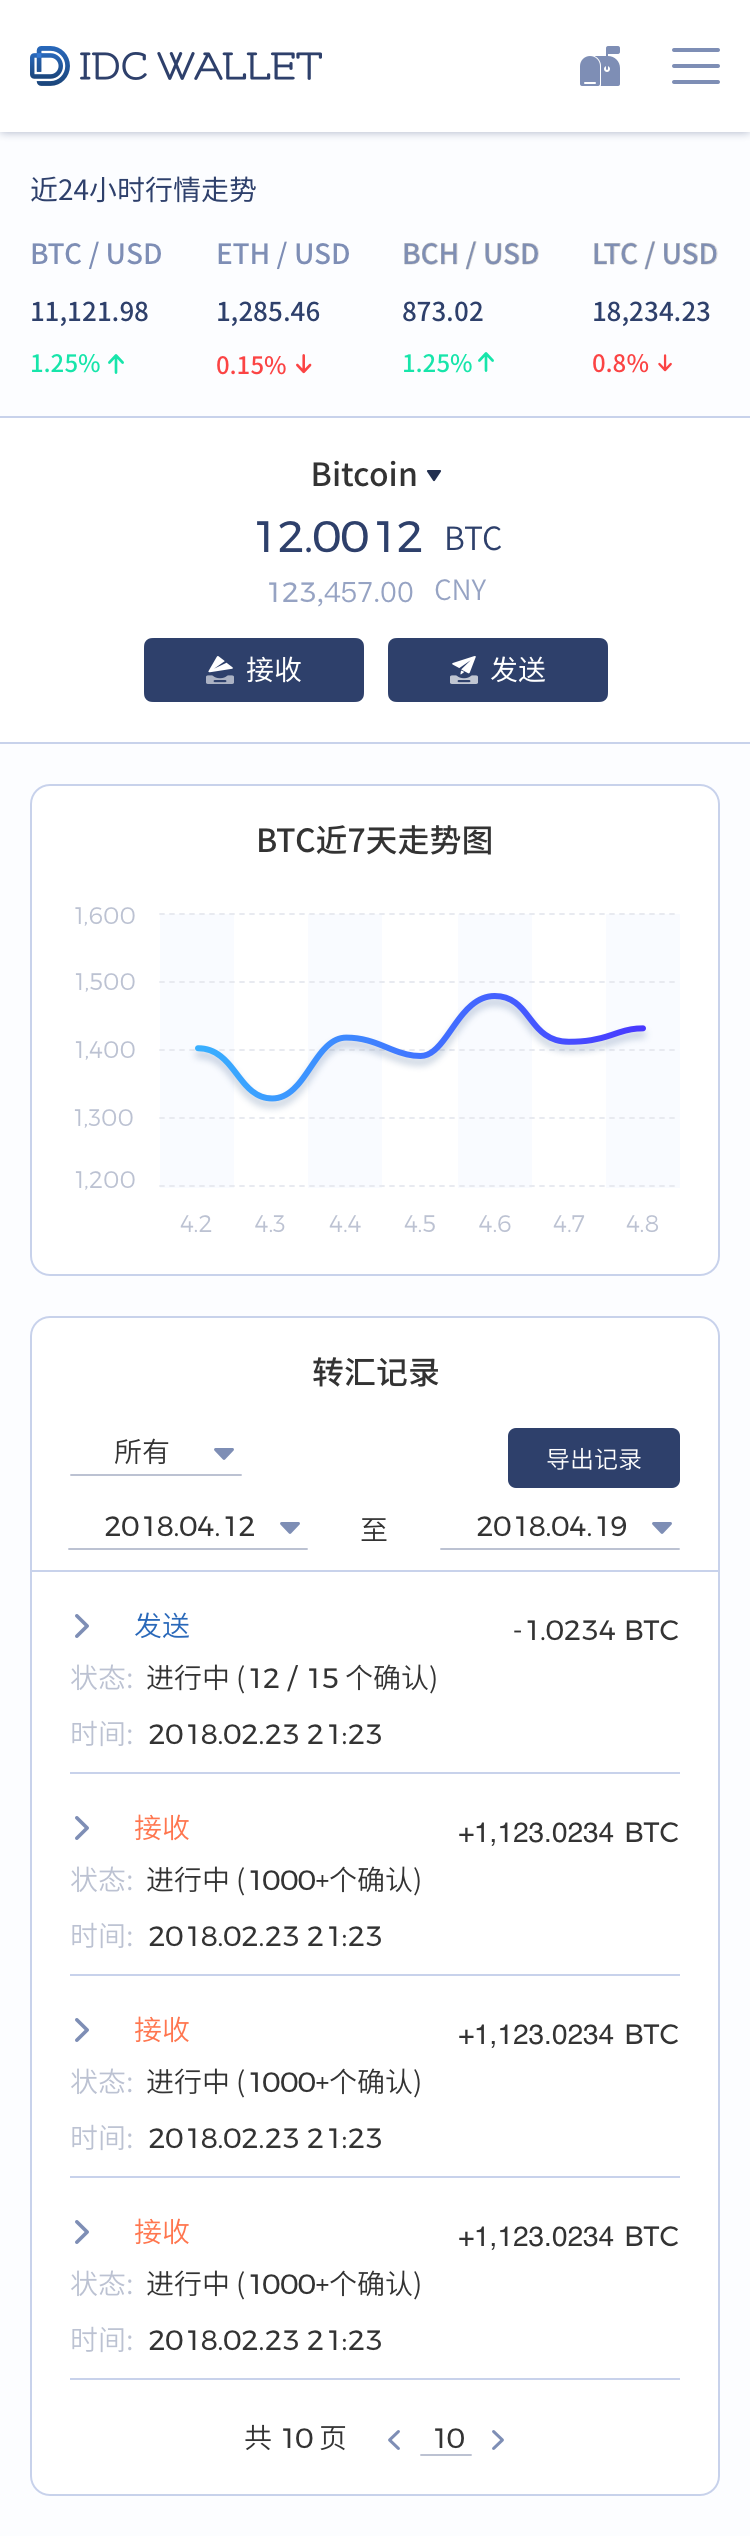 IDC WALLET
近24小时行情走势
BTC / USD ETH / USD BCH / USD LTC / USD
11,121.98 1,285.46 873.02 18,234.23
1.25% 0.15% 1.25% 0.8%
Bitcoin
12.0012 BTC
123,457.00 CNY
接收 发送
BTC近7天走势图
1,600
1,500
1,400
1,300
1,200
4.2 4.3 4.4 4.5 4.6 4.7 4.8
转汇记录
所有 导出记录
2018.04.12 至 2018.04.19
发送 -1.0234 BTC
状态: 进行中 (12 / 15 个确认)
时间: 2018.02.23 21:23
接收 +1,123.0234 BTC
状态: 进行中 (1000+个确认)
时间: 2018.02.23 21:23
接收 +1,123.0234 BTC
状态: 进行中 (1000+个确认)
时间: 2018.02.23 21:23
接收 +1,123.0234 BTC
状态: 进行中 (1000+个确认)
时间: 2018.02.23 21:23
共 10 页 10